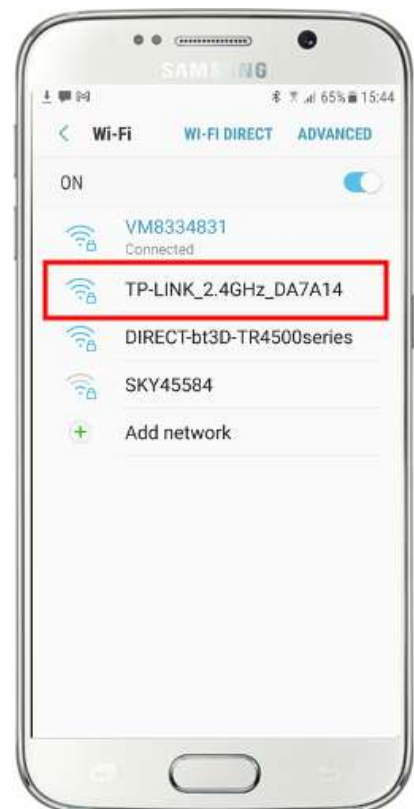 SAMSUNG
65% 15:44
Wi-Fi WI-FI DIRECT ADVANCED
ON
VM8334831
Connected
TP-LINK_2.4GHz_DA7A14
DIRECT-bt3D-TR4500series
SKY45584
Add network